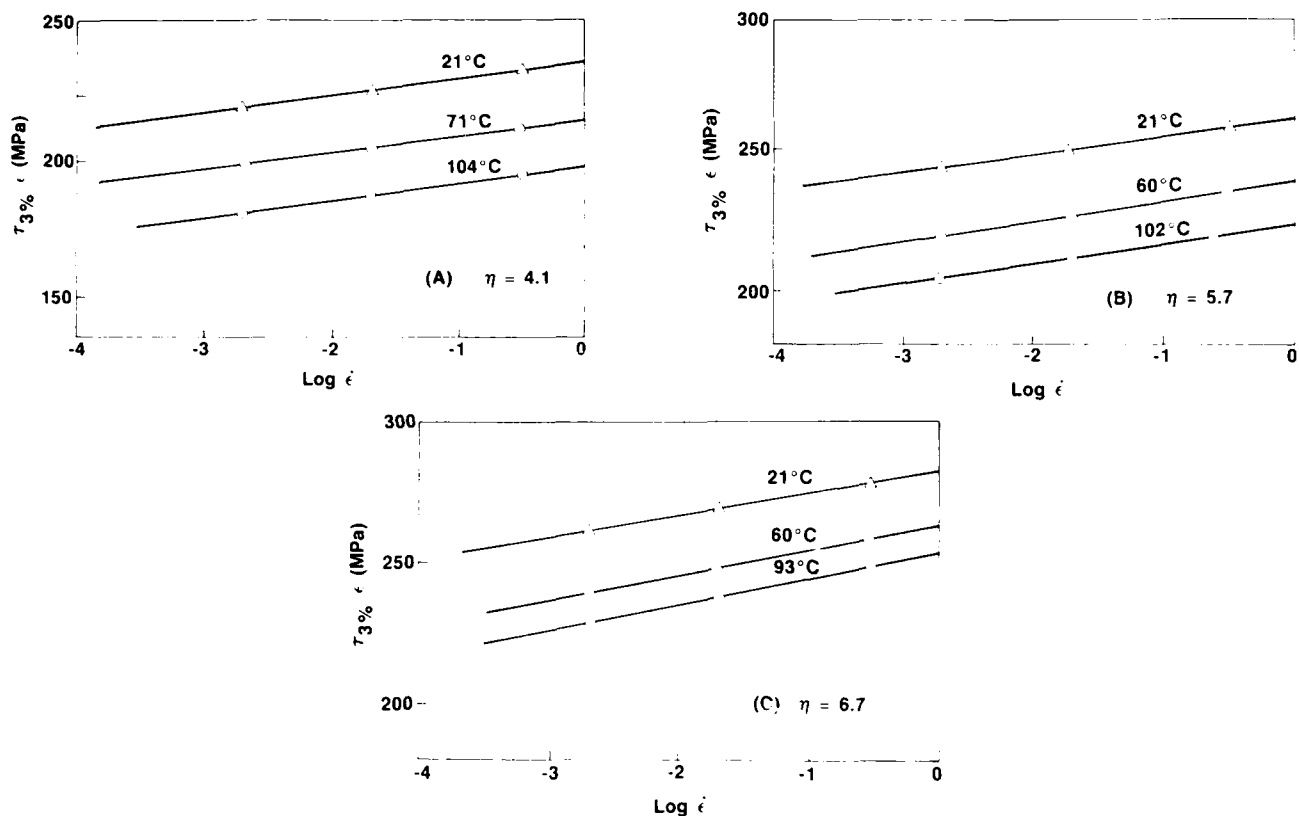 250
200
150
τ3% ε (MPa)
21°C
71°C
104°C
(A) η = 4.1
-4 -3 -2 -1 0
Log ε̇
300
250
200
τ3% ε (MPa)
21°C
60°C
102°C
(B) η = 5.7
-4 -3 -2 -1 0
Log ε̇
300
250
200
τ3% ε (MPa)
21°C
60°C
93°C
(C) η = 6.7
-4 -3 -2 -1 0
Log ε̇